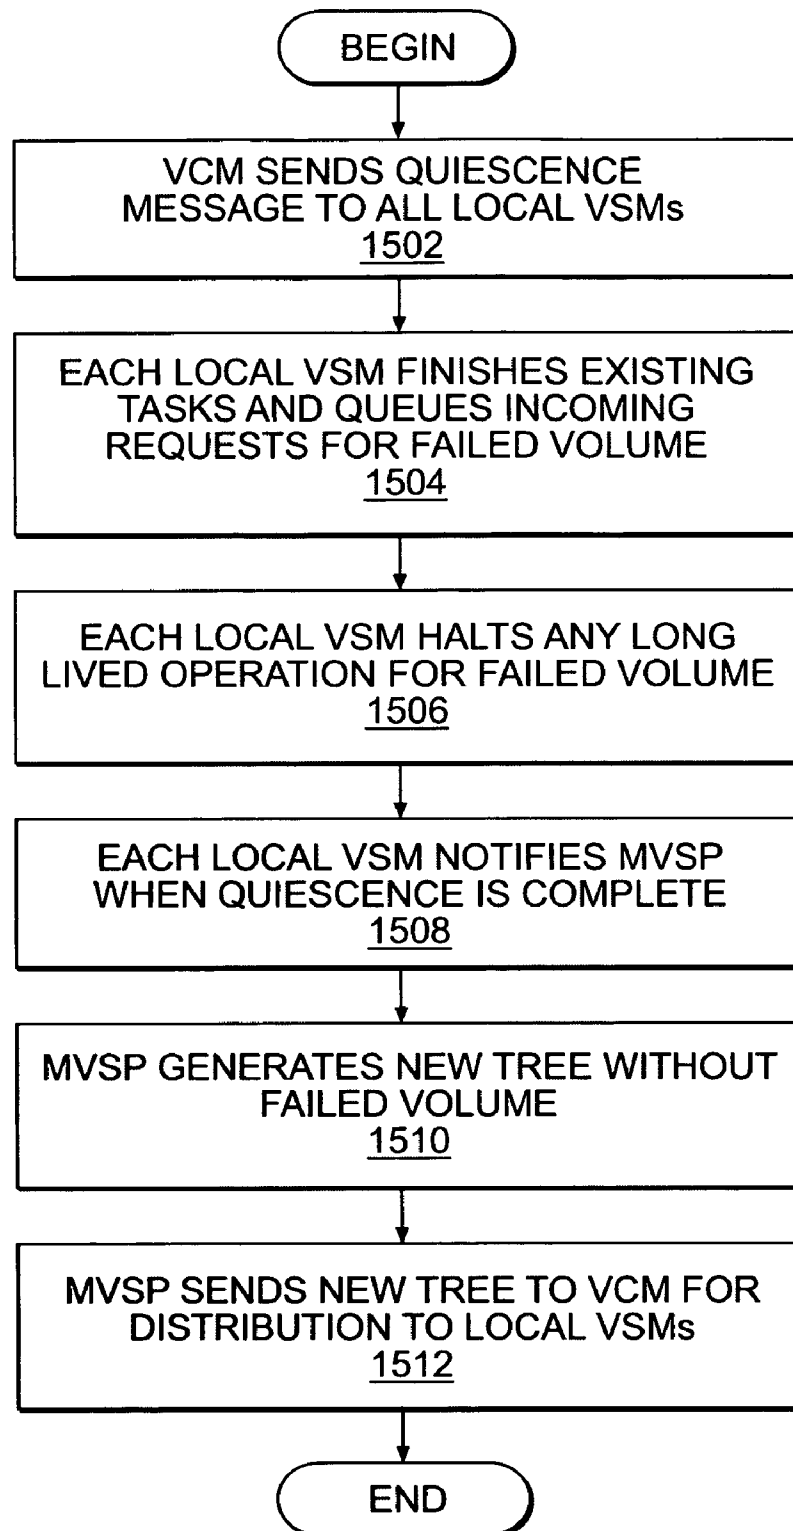 BEGIN
VCM SENDS QUIESCENCE
MESSAGE TO ALL LOCAL VSMs
1502
EACH LOCAL VSM FINISHES EXISTING
TASKS AND QUEUES INCOMING
REQUESTS FOR FAILED VOLUME
1504
EACH LOCAL VSM HALTS ANY LONG
LIVED OPERATION FOR FAILED VOLUME
1506
EACH LOCAL VSM NOTIFIES MVSP
WHEN QUIESCENCE IS COMPLETE
1508
MVSP GENERATES NEW TREE WITHOUT
FAILED VOLUME
1510
MVSP SENDS NEW TREE TO VCM FOR
DISTRIBUTION TO LOCAL VSMs
1512
END